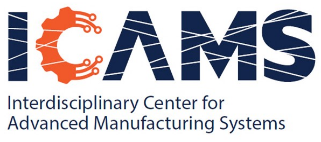 ICAMS
Interdisciplinary Center for
Advanced Manufacturing Systems